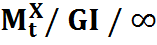 M_t^X / GI / ∞